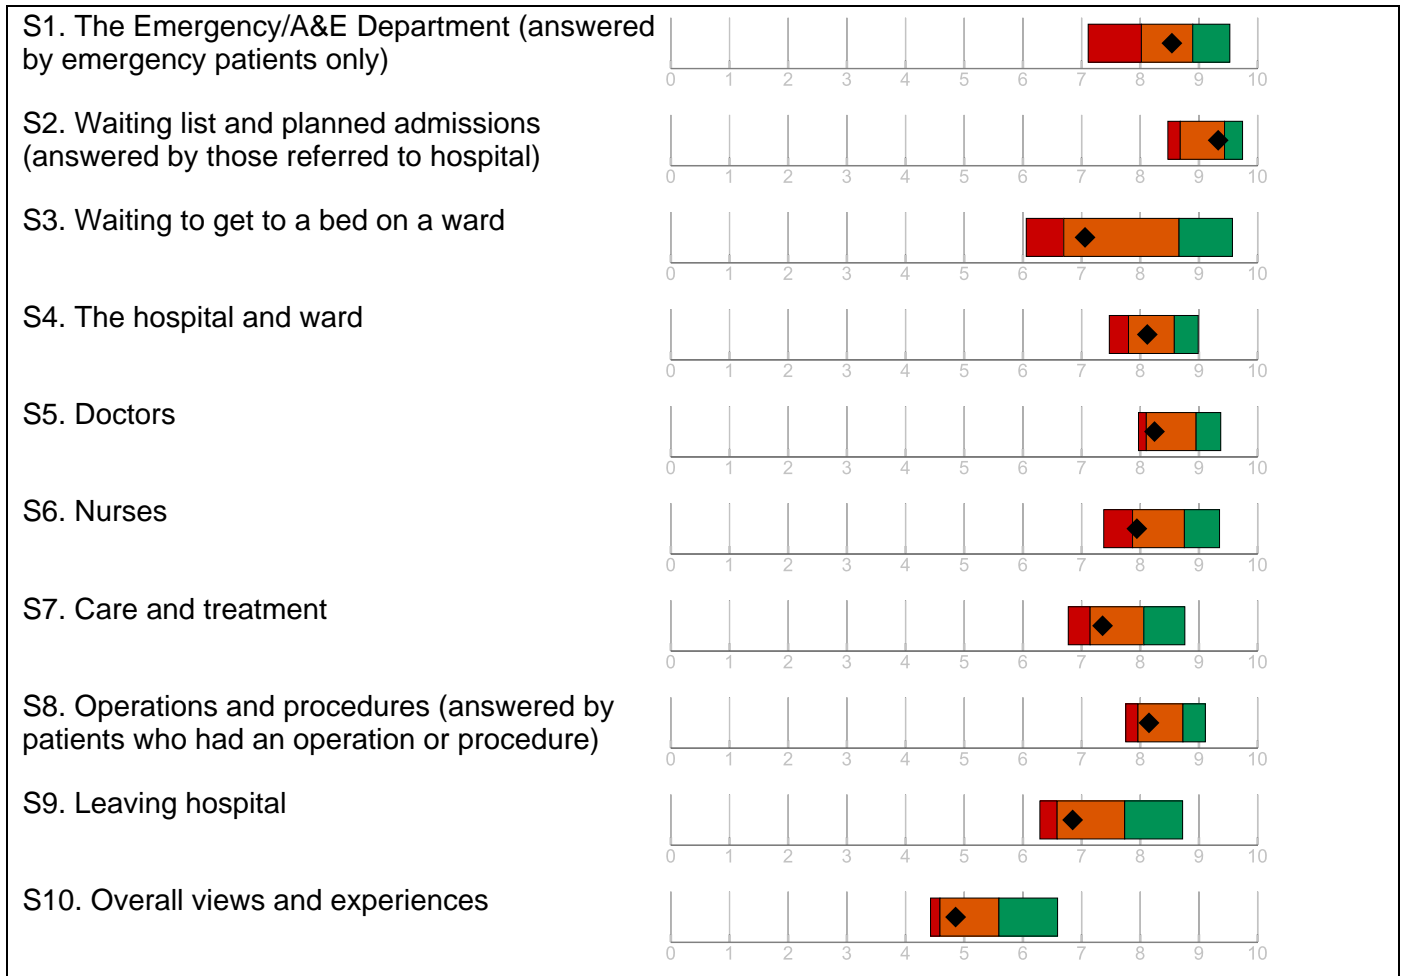 S1. The Emergency/A&E Department (answered
by emergency patients only)
0 1 2 3 4 5 6 7 8 9 10
S2. Waiting list and planned admissions
(answered by those referred to hospital)
0 1 2 3 4 5 6 7 8 9 10
S3. Waiting to get to a bed on a ward
0 1 2 3 4 5 6 7 8 9 10
S4. The hospital and ward
0 1 2 3 4 5 6 7 8 9 10
S5. Doctors
0 1 2 3 4 5 6 7 8 9 10
S6. Nurses
0 1 2 3 4 5 6 7 8 9 10
S7. Care and treatment
0 1 2 3 4 5 6 7 8 9 10
S8. Operations and procedures (answered by
patients who had an operation or procedure)
0 1 2 3 4 5 6 7 8 9 10
S9. Leaving hospital
0 1 2 3 4 5 6 7 8 9 10
S10. Overall views and experiences
0 1 2 3 4 5 6 7 8 9 10